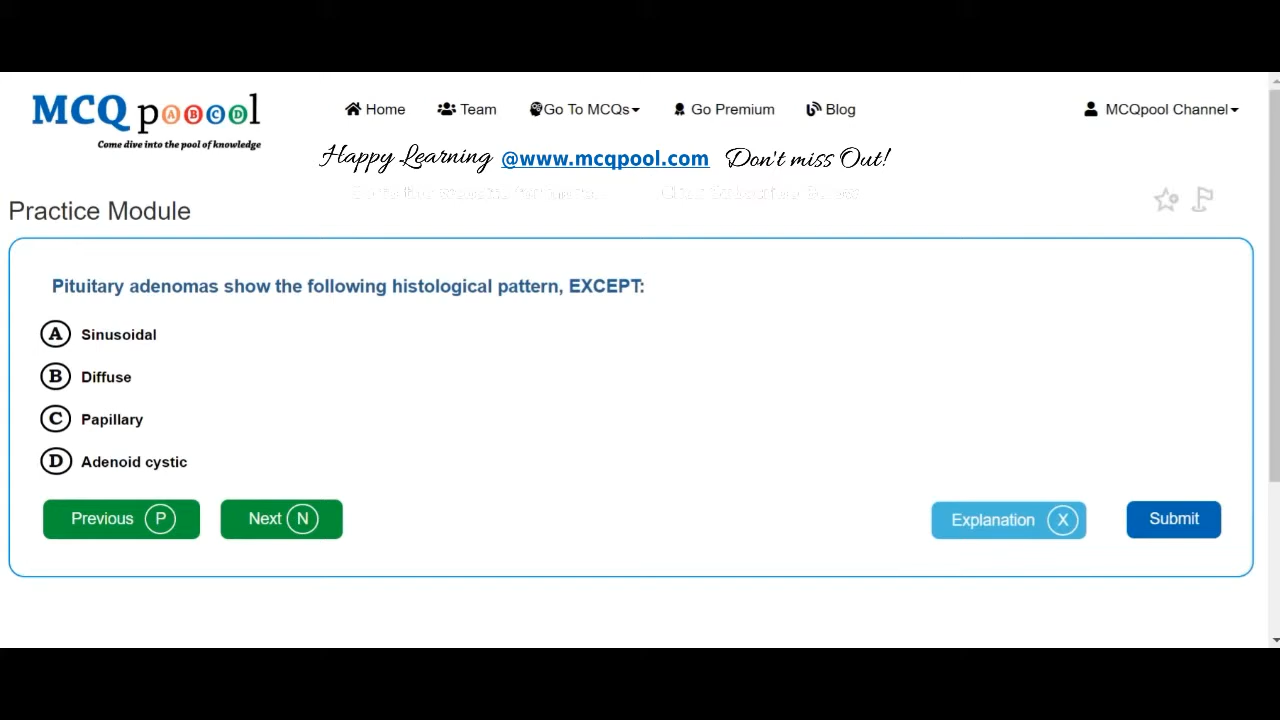 MCQ pooool
Come dive into the pool of knowledge
Home Team Go To MCQs Go Premium Blog MCQpool Channel
Happy Learning @www.mcqpool.com Don't miss Out!
Practice Module
Pituitary adenomas show the following histological pattern, EXCEPT:
A Sinusoidal
B Diffuse
C Papillary
D Adenoid cystic
Previous P Next N Explanation X Submit